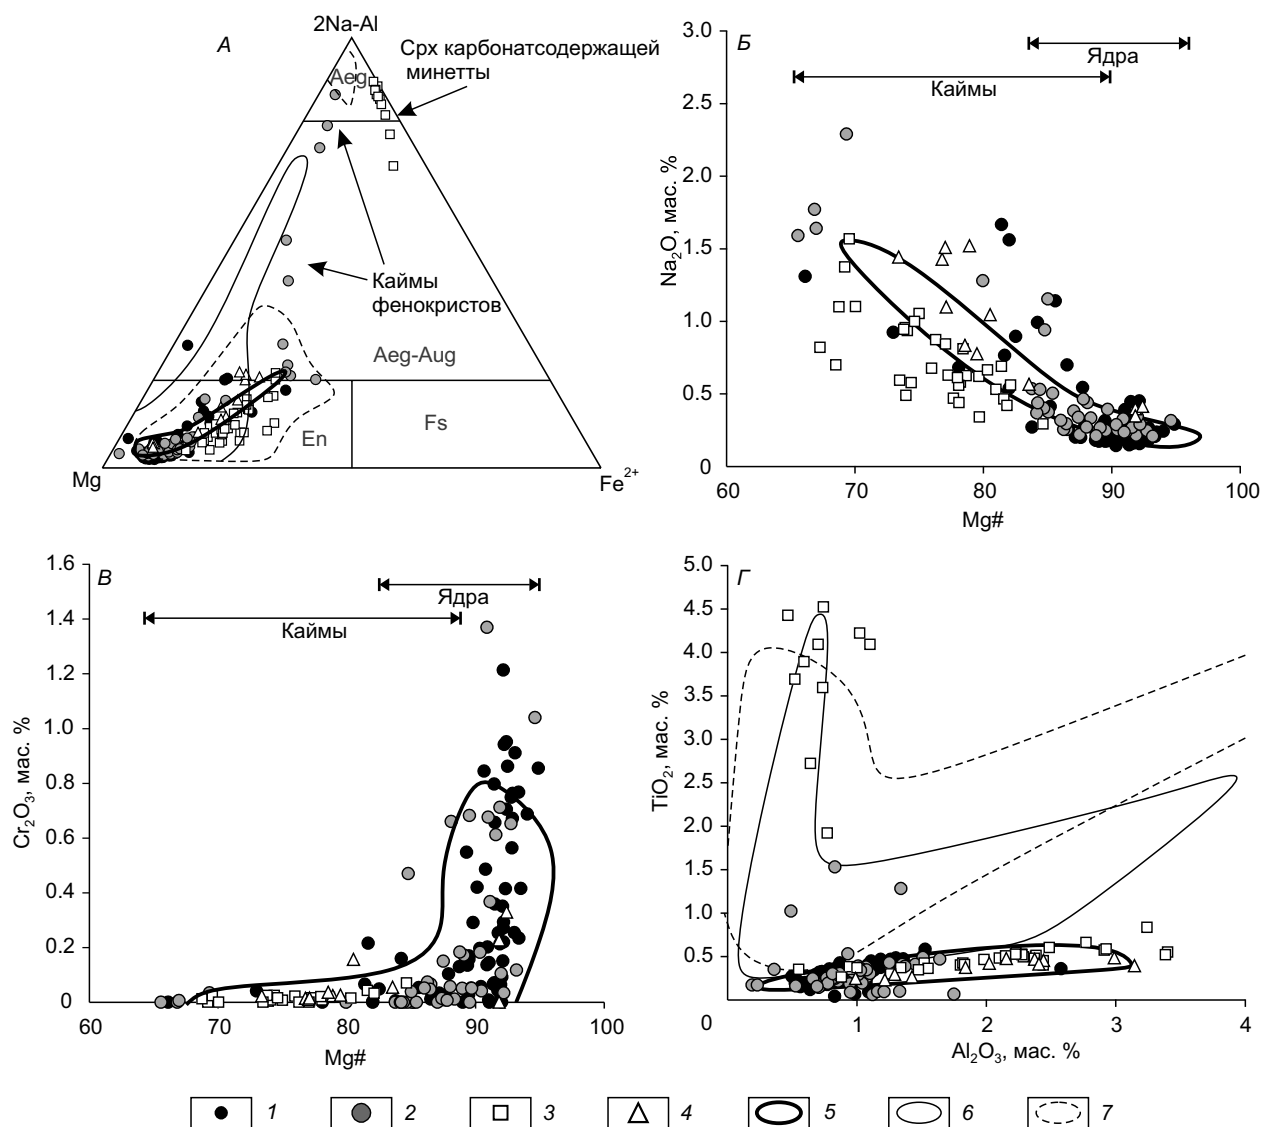 А
2Na-Al
Aeg
Cpx карбонатсодержащей
минетты
Каймы
фенокристов
Aeg-Aug
En
Fs
Mg
Fe2+
Б
Ядра
Каймы
3.0
2.5
2.0
1.5
1.0
0.5
0
Na2O, мас. %
60 70 80 90 100
Mg#
В
Ядра
Каймы
1.6
1.4
1.2
1.0
0.8
0.6
0.4
0.2
0
Cr2O3, мас. %
60 70 80 90 100
Mg#
Г
5.0
4.5
4.0
3.5
3.0
2.5
2.0
1.5
1.0
0.5
0
TiO2, мас. %
1 2 3 4
Al2O3, мас. %
1 2 3 4 5 6 7